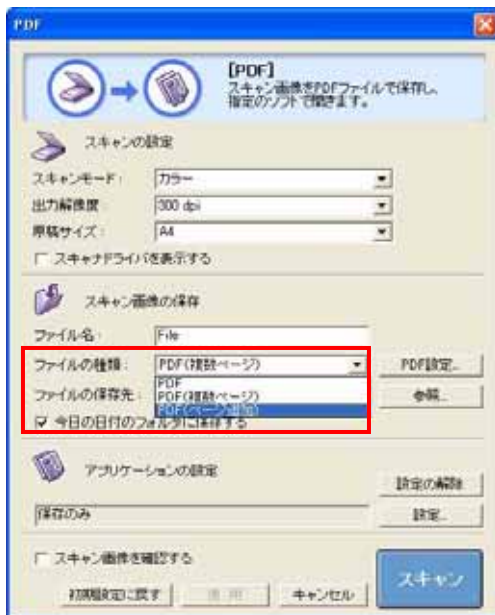 PDF
[PDF]
スキャン画像をPDFファイルで保存し、
指定のソフトで開きます。
スキャンの設定
スキャンモード： カラー
出力解像度： 300 dpi
原稿サイズ： A4
スキャナドライバを表示する
スキャン画像の保存
ファイル名： File
ファイルの種類： PDF(複数ページ) PDF設定...
PDF
ファイルの保存先： PDF(複数ページ) 参照...
PDF(ページ追加)
今日の日付のフォルダに保存する
アプリケーションの設定
設定の解除
保存のみ 設定...
スキャン画像を確認する
初期設定に戻す 適用 キャンセル スキャン